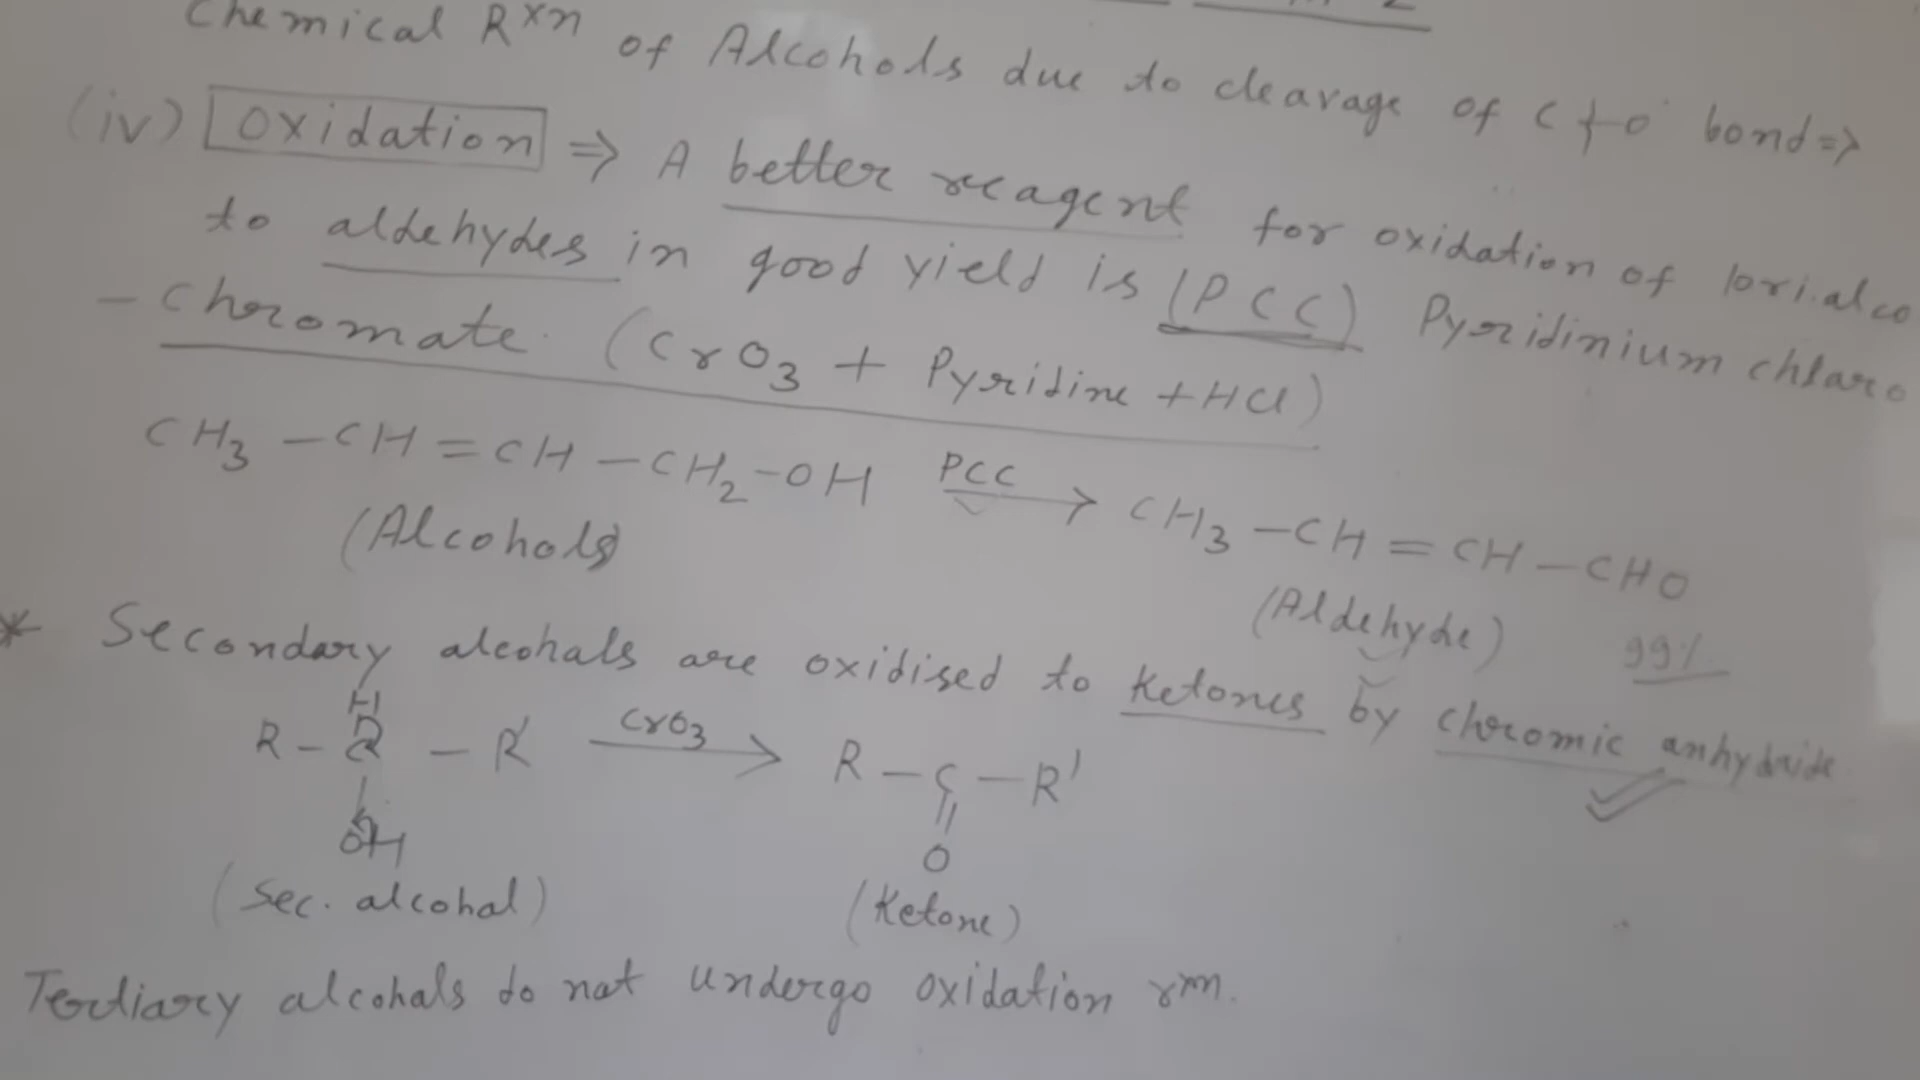 Chemical Rxn of Alcohols due to cleavage of C+O bond=>
(iv) Oxidation => A better reagent for oxidation of 1ori.alco
to aldehydes in good yield is (PCC) Pyridinium chloro
-chromate. (CrO3 + Pyridine +HCl)
CH3 -CH = CH -CH2-OH PCC → CH3 -CH = CH -CHO
(Alcohols) (Aldehyde) 99%
* Secondary alcohals are oxidised to Ketones by chromic anhydride
H
R - C - R' CrO3 → R - C - R'
OH O
(Sec. alcohal) (Ketone)
Tertiary alcohals do not undergo oxidation rxn.